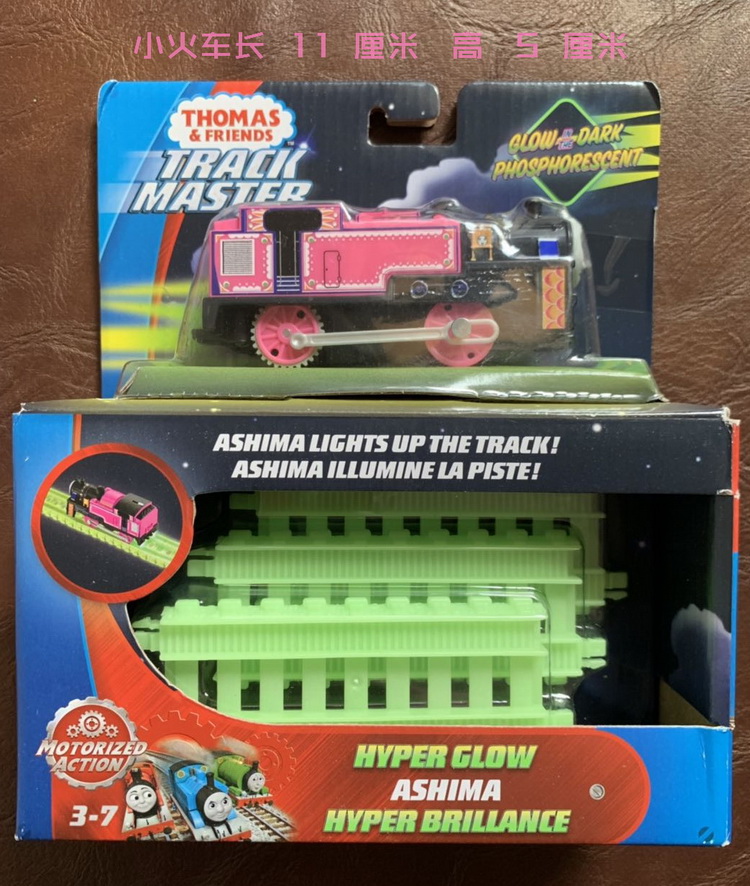 小火车长 11 厘米 高 5 厘米
THOMAS
& FRIENDS
TRACK
MASTER
GLOW DARK
PHOSPHORESCENT
ASHIMA LIGHTS UP THE TRACK!
ASHIMA ILLUMINE LA PISTE!
MOTORIZED
ACTION
3-7
HYPER GLOW
ASHIMA
HYPER BRILLANCE